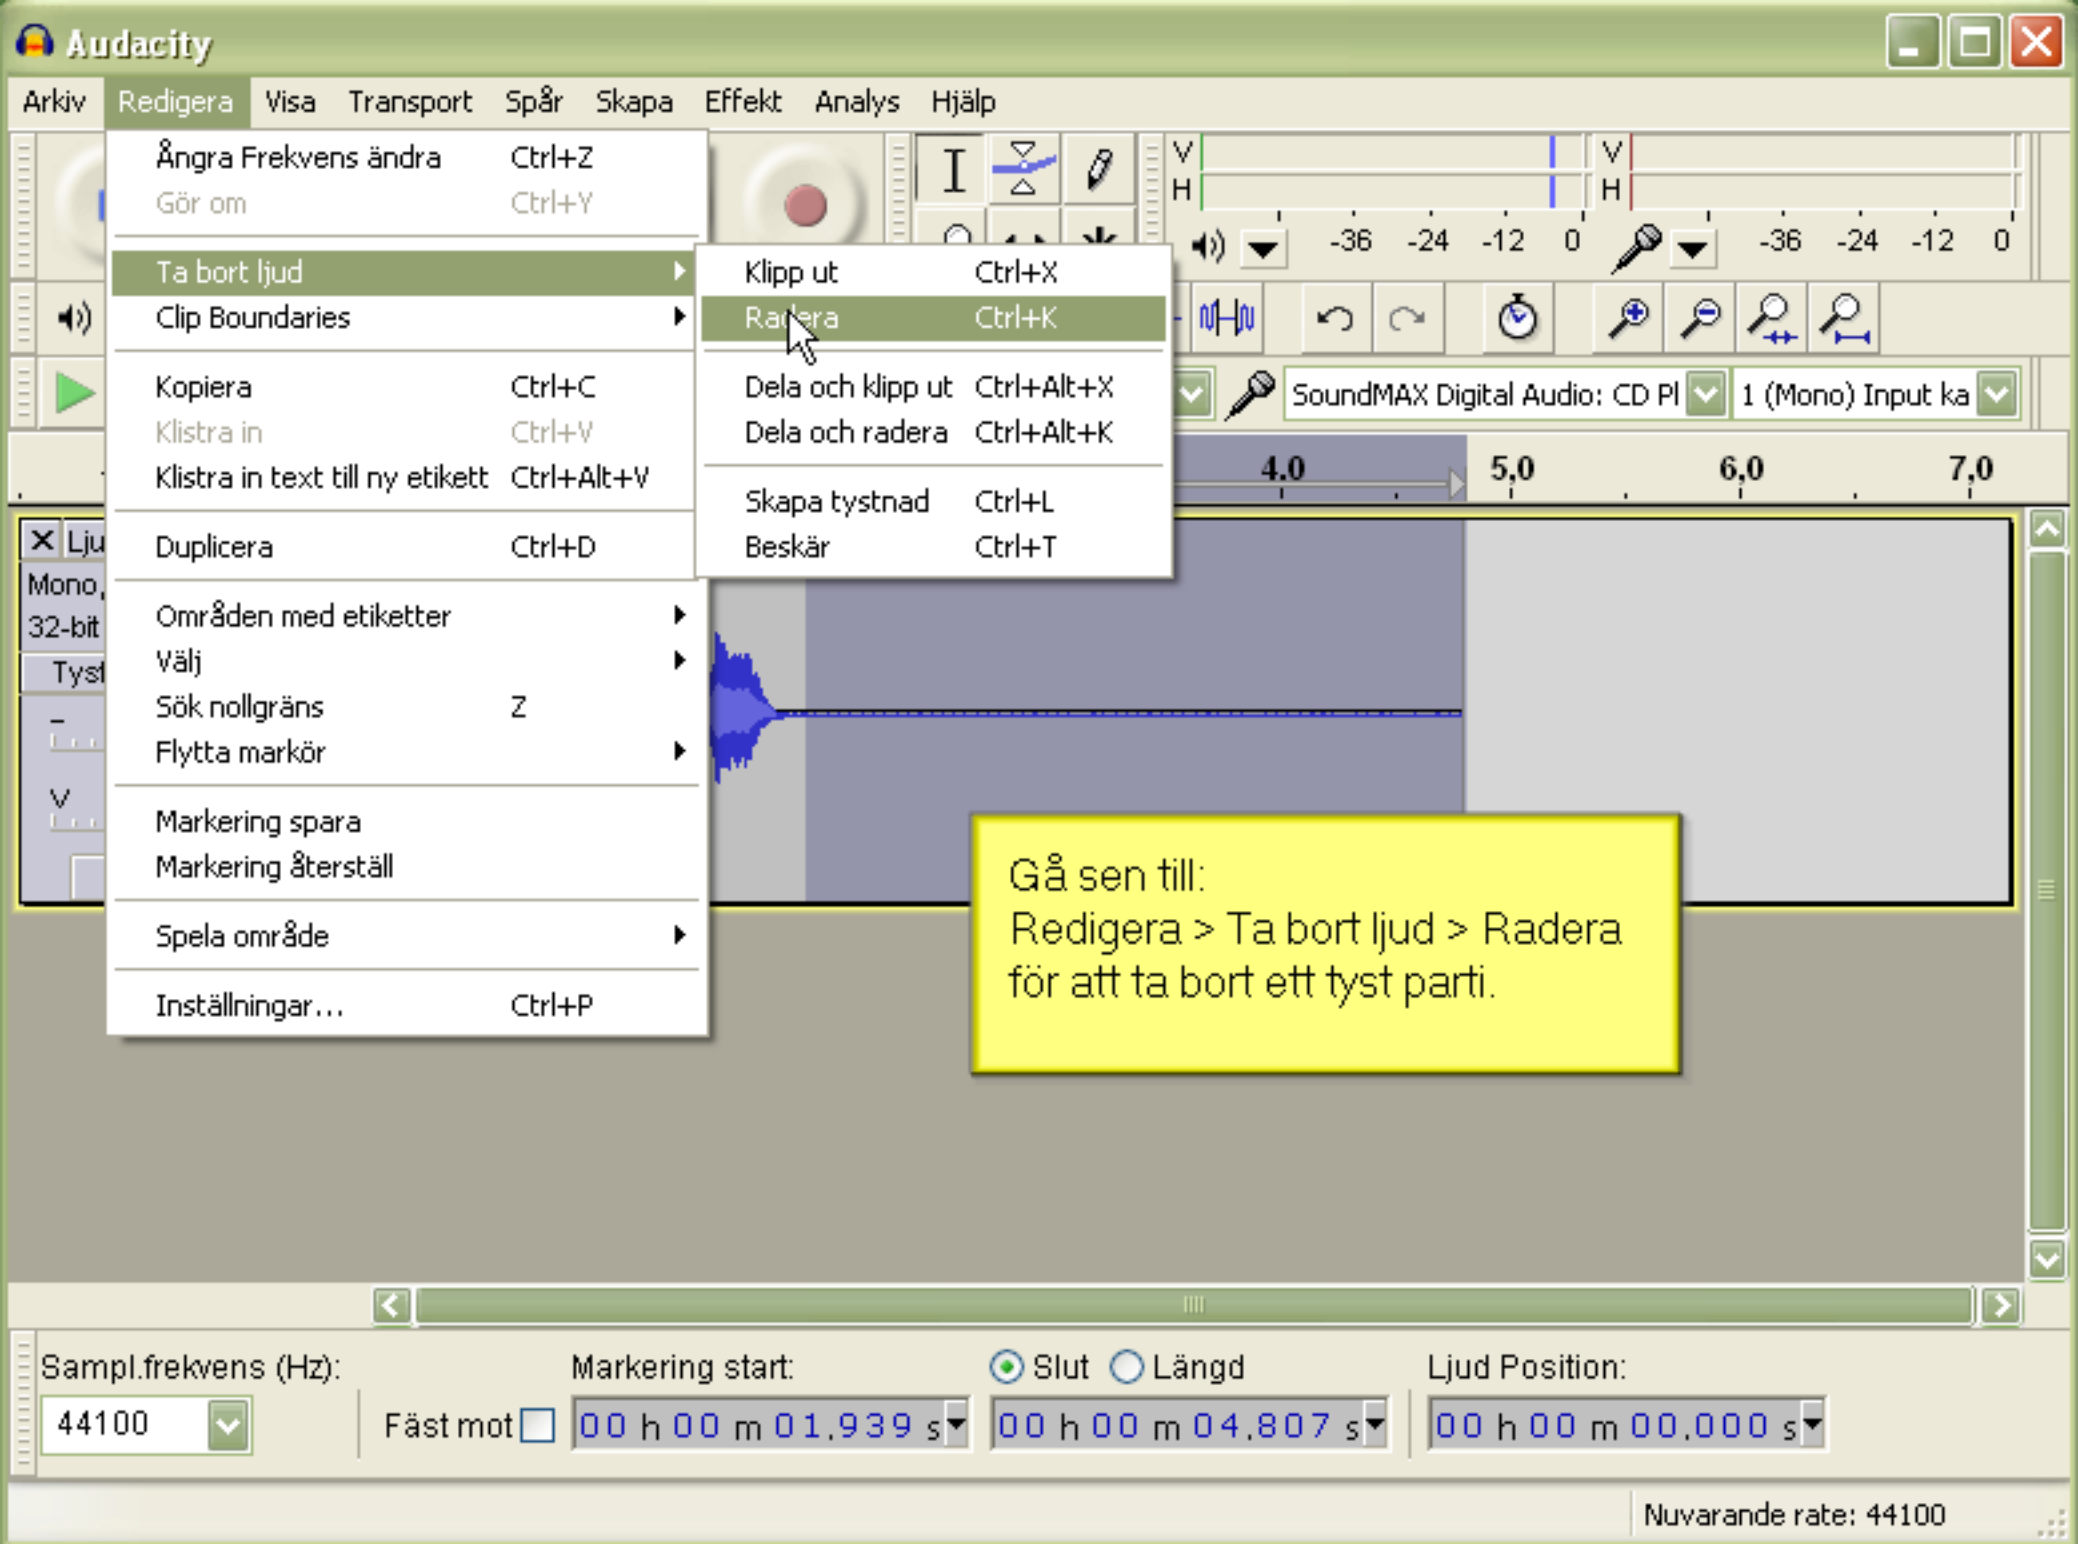 Audacity
Arkiv Redigera Visa Transport Spår Skapa Effekt Analys Hjälp
Ångra Frekvens ändra Ctrl+Z
Gör om Ctrl+Y
Ta bort ljud
Clip Boundaries
Kopiera Ctrl+C
Klistra in Ctrl+V
Klistra in text till ny etikett Ctrl+Alt+V
Duplicera Ctrl+D
Områden med etiketter
Välj
Sök nollgräns Z
Flytta markör
Markering spara
Markering återställ
Spela område
Inställningar... Ctrl+P
Klipp ut Ctrl+X
Radera Ctrl+K
Dela och klipp ut Ctrl+Alt+X
Dela och radera Ctrl+Alt+K
Skapa tystnad Ctrl+L
Beskär Ctrl+T
V
H
-36 -24 -12 0
V
H
-36 -24 -12 0
SoundMAX Digital Audio: CD Pl 1 (Mono) Input ka
4.0 5,0 6,0 7,0
X Lju
Mono,
32-bit
Tyst
V
Gå sen till:
Redigera > Ta bort ljud > Radera
för att ta bort ett tyst parti.
Sampl.frekvens (Hz): Markering start: Slut Längd Ljud Position:
44100 Fäst mot 00 h 00 m 01.939 s 00 h 00 m 04.807 s 00 h 00 m 00.000 s
Nuvarande rate: 44100